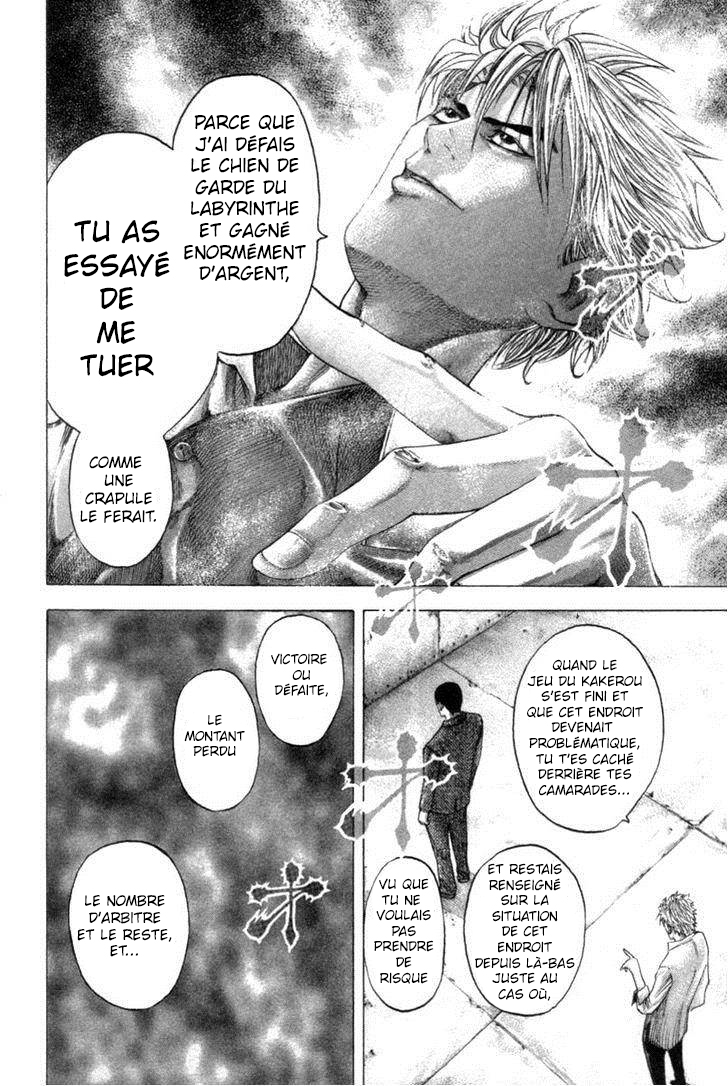 PARCE QUE
J'AI DÉFAIS
LE CHIEN DE
GARDE DU
LABYRINTHE
ET GAGNÉ
ENORMÉMENT
D'ARGENT,
TU AS
ESSAYÉ
DE
ME
TUER
COMME
UNE
CRAPULE
LE FERAIT.
QUAND LE
JEU DU KAKEROU
S'EST FINI ET
QUE CET ENDROIT
DEVENAIT
PROBLÉMATIQUE,
TU T'ES CACHÉ
DERRIÈRE TES
CAMARADES...
ET RESTAIS
RENSEIGNÉ
SUR LA
SITUATION
DE CET
ENDROIT
DEPUIS LÀ-BAS
JUSTE AU
CAS OÙ,
VU QUE
TU NE
VOULAIS
PAS
PRENDRE
DE
RISQUE
VICTOIRE
OU
DÉFAITE,
LE
MONTANT
PERDU
LE NOMBRE
D'ARBITRE
ET LE RESTE,
ET...